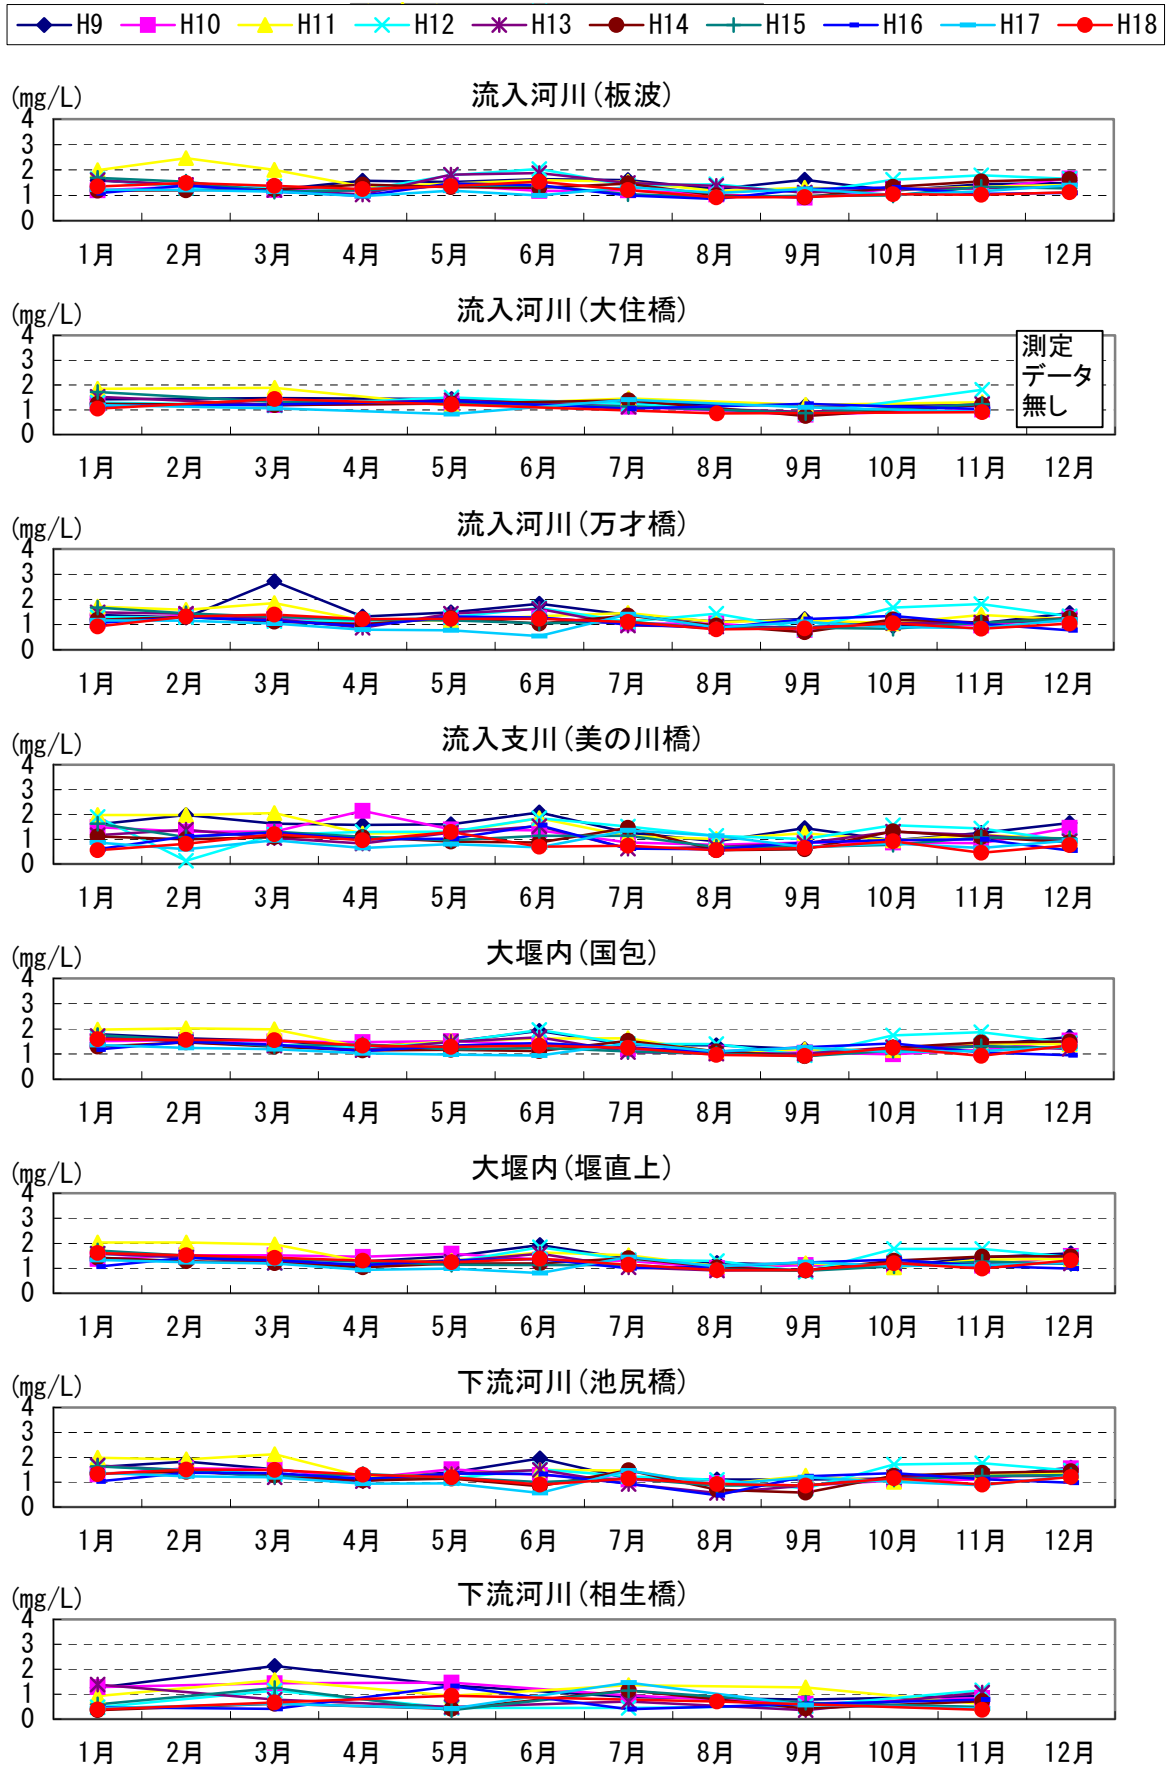 H9 H10 H11 H12 H13 H14 H15 H16 H17 H18
流入河川(板波)
(mg/L)
4
3
2
1
0
1月 2月 3月 4月 5月 6月 7月 8月 9月 10月 11月 12月
流入河川(大住橋)
(mg/L)
4
3
2
1
0
測定
データ
無し
1月 2月 3月 4月 5月 6月 7月 8月 9月 10月 11月 12月
流入河川(万才橋)
(mg/L)
4
3
2
1
0
1月 2月 3月 4月 5月 6月 7月 8月 9月 10月 11月 12月
流入支川(美の川橋)
(mg/L)
4
3
2
1
0
1月 2月 3月 4月 5月 6月 7月 8月 9月 10月 11月 12月
大堰内(国包)
(mg/L)
4
3
2
1
0
1月 2月 3月 4月 5月 6月 7月 8月 9月 10月 11月 12月
大堰内(堰直上)
(mg/L)
4
3
2
1
0
1月 2月 3月 4月 5月 6月 7月 8月 9月 10月 11月 12月
下流河川(池尻橋)
(mg/L)
4
3
2
1
0
1月 2月 3月 4月 5月 6月 7月 8月 9月 10月 11月 12月
下流河川(相生橋)
(mg/L)
4
3
2
1
0
1月 2月 3月 4月 5月 6月 7月 8月 9月 10月 11月 12月